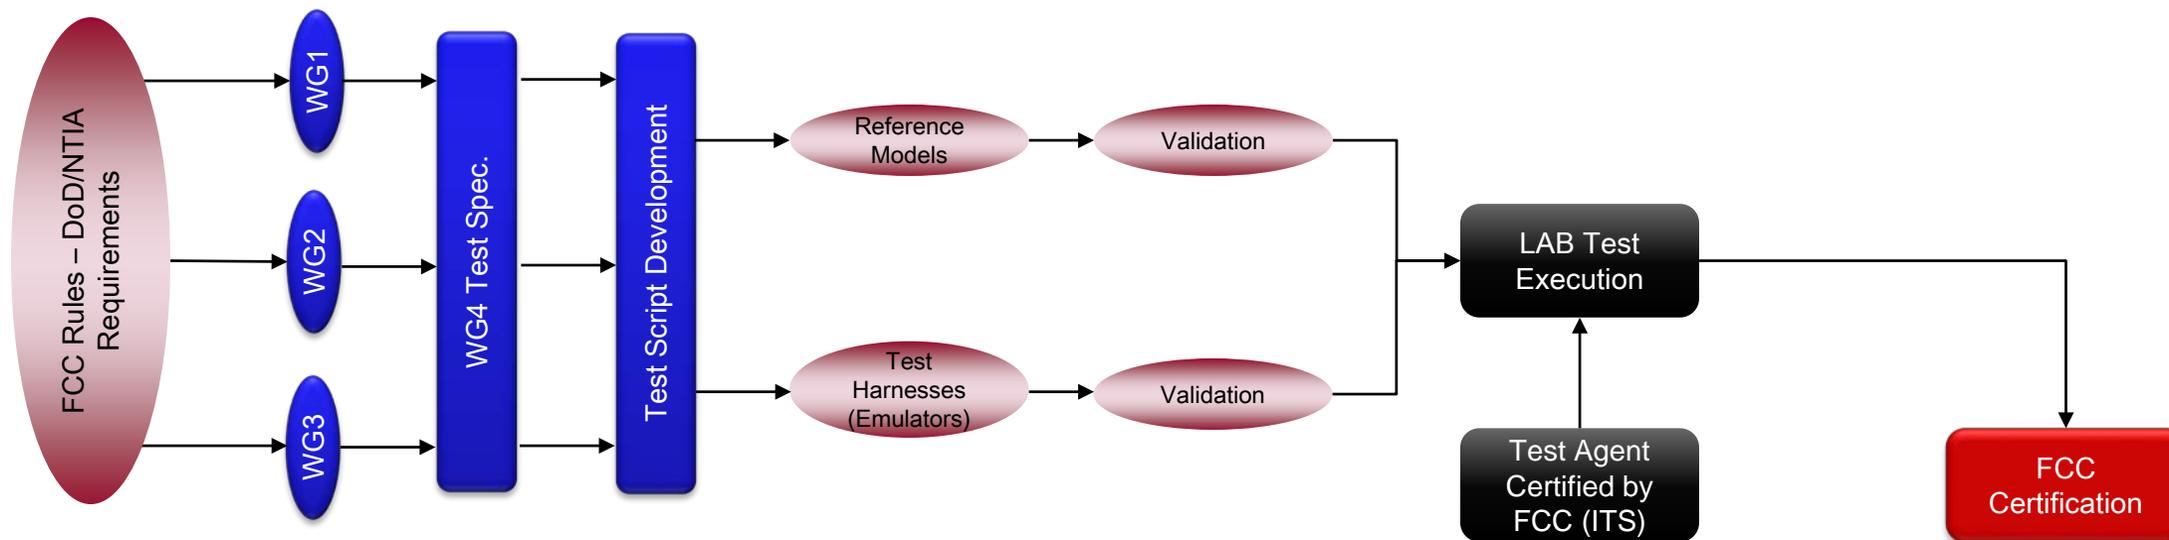 FCC Rules – DoD/NTIA
Requirements
WG1
WG2
WG3
WG4 Test Spec.
Test Script Development
Reference
Models
Validation
Test
Harnesses
(Emulators)
Validation
LAB Test
Execution
Test Agent
Certified by
FCC (ITS)
FCC
Certification